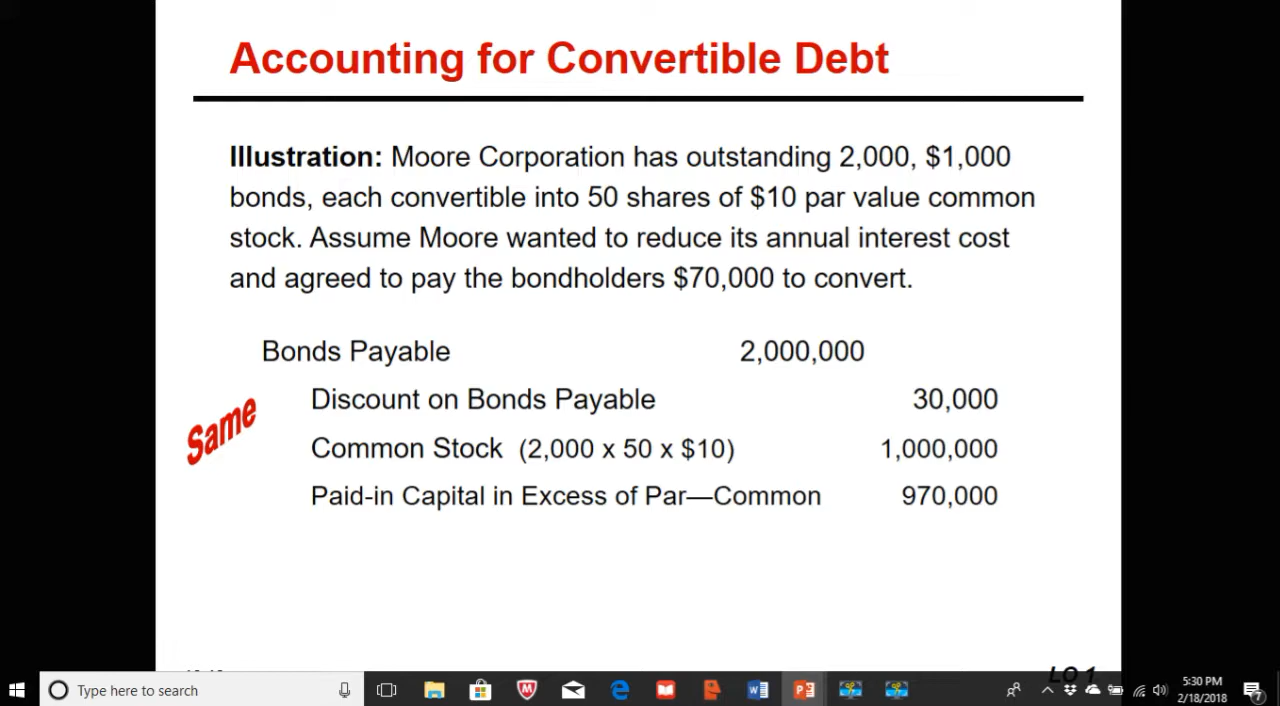 Accounting for Convertible Debt
Illustration: Moore Corporation has outstanding 2,000, $1,000
bonds, each convertible into 50 shares of $10 par value common
stock. Assume Moore wanted to reduce its annual interest cost
and agreed to pay the bondholders $70,000 to convert.
Bonds Payable 2,000,000
Discount on Bonds Payable 30,000
Same
Common Stock (2,000 x 50 x $10) 1,000,000
Paid-in Capital in Excess of Par—Common 970,000
LO 1
Type here to search
5:30 PM
2/18/2018
7